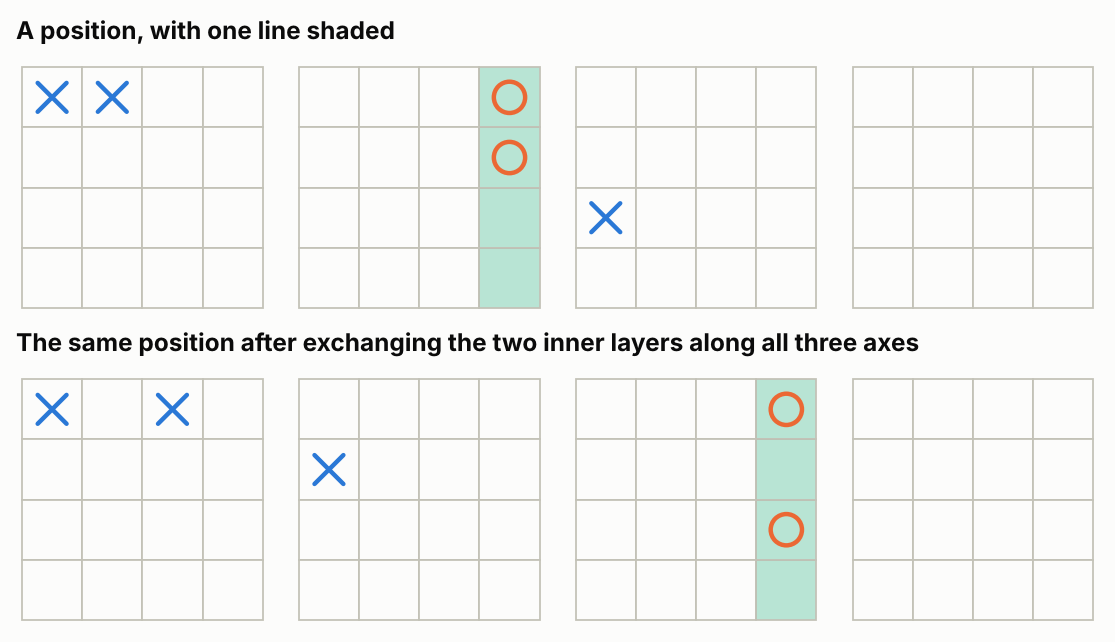 A position, with one line shaded
The same position after exchanging the two inner layers along all three axes